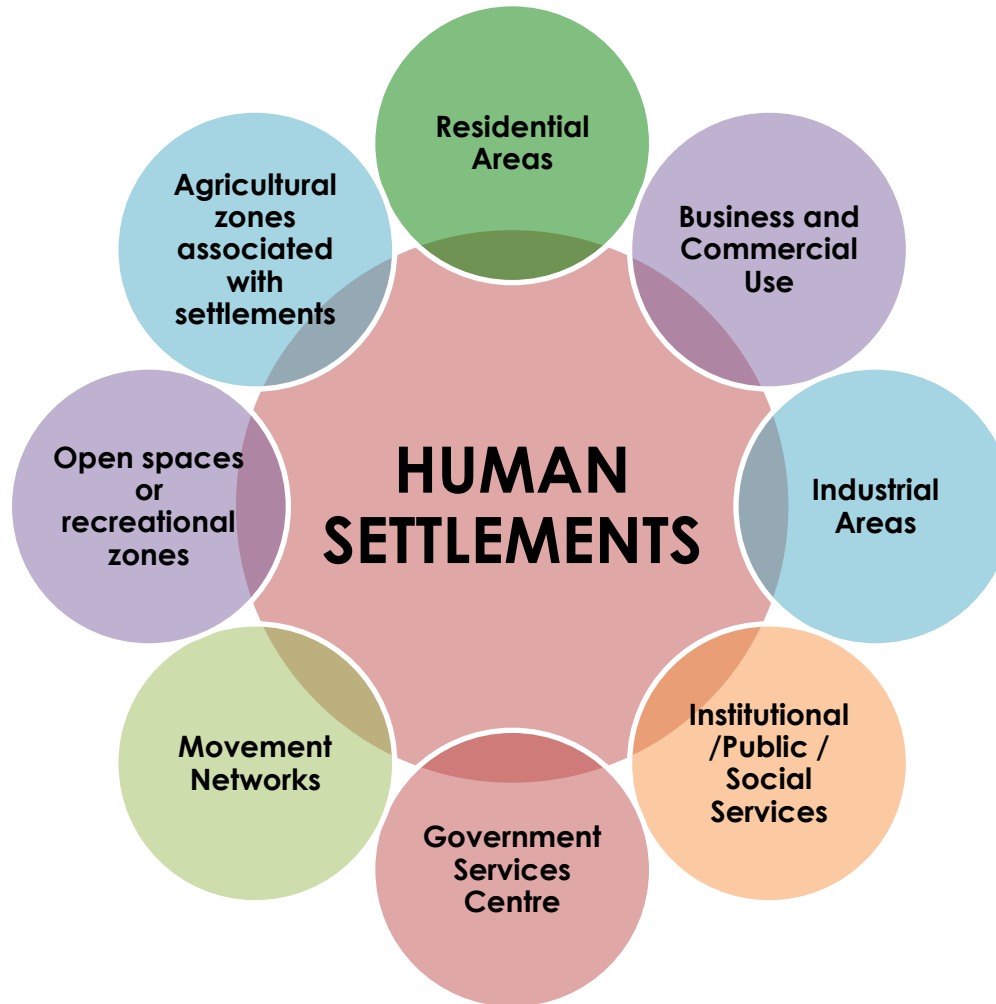 Residential
Areas
Business and
Commercial
Use
Industrial
Areas
Institutional
/Public /
Social
Services
Government
Services
Centre
Movement
Networks
Open spaces
or
recreational
zones
Agricultural
zones
associated
with
settlements
HUMAN
SETTLEMENTS